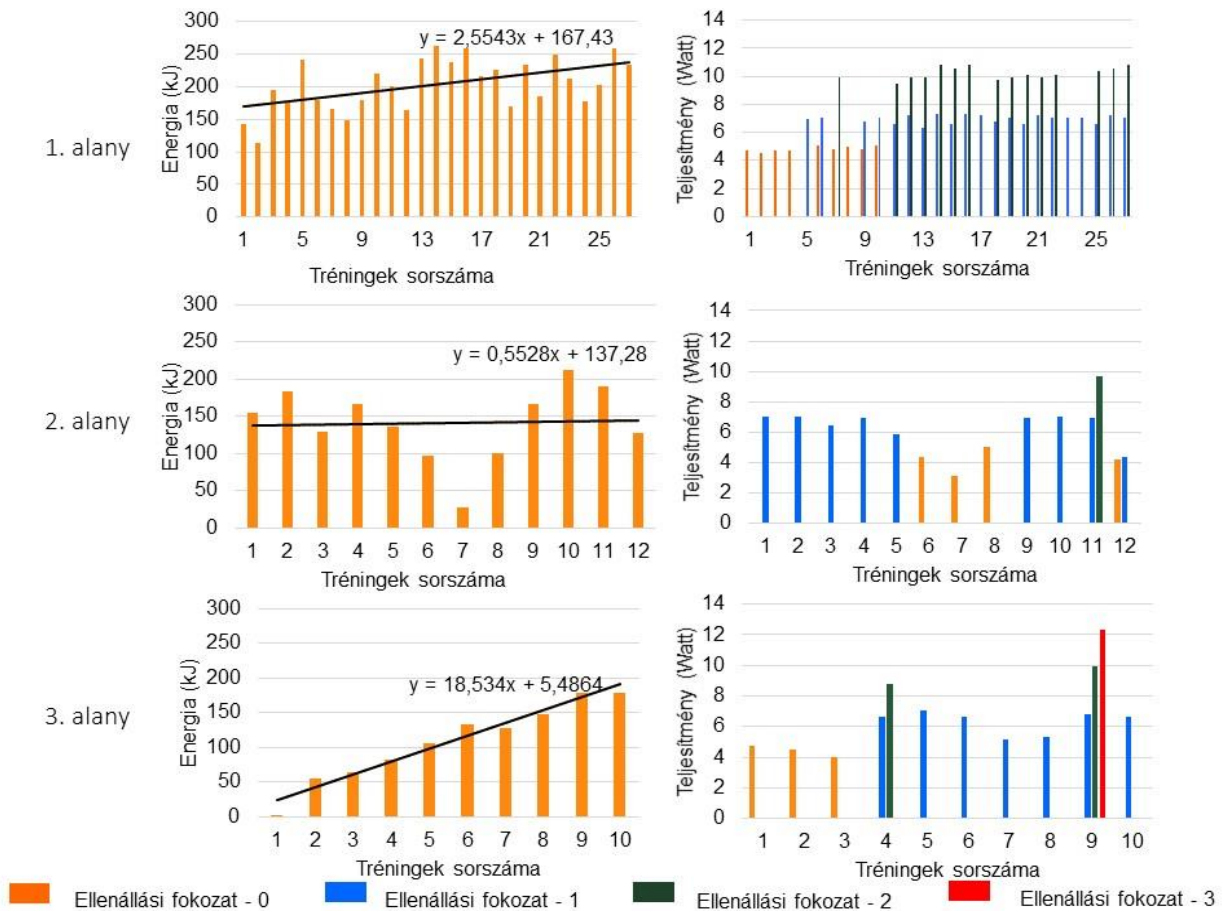 300
250
200
150
100
50
0
Energia (kJ)
y = 2,5543x + 167,43
1 5 9 13 17 21 25
Tréningek sorszáma
14
12
10
8
6
4
2
0
Teljesítmény (Watt)
1 5 9 13 17 21 25
Tréningek sorszáma
1. alany
300
250
200
150
100
50
0
Energia (kJ)
y = 0,5528x + 137,28
1 2 3 4 5 6 7 8 9 10 11 12
Tréningek sorszáma
14
12
10
8
6
4
2
0
Teljesítmény (Watt)
1 2 3 4 5 6 7 8 9 10 11 12
Tréningek sorszáma
2. alany
300
250
200
150
100
50
0
Energia (kJ)
y = 18,534x + 5,4864
1 2 3 4 5 6 7 8 9 10
Tréningek sorszáma
14
12
10
8
6
4
2
0
Teljesítmény (Watt)
1 2 3 4 5 6 7 8 9 10
Tréningek sorszáma
3. alany
Ellenállási fokozat - 0 Ellenállási fokozat - 1 Ellenállási fokozat - 2 Ellenállási fokozat - 3